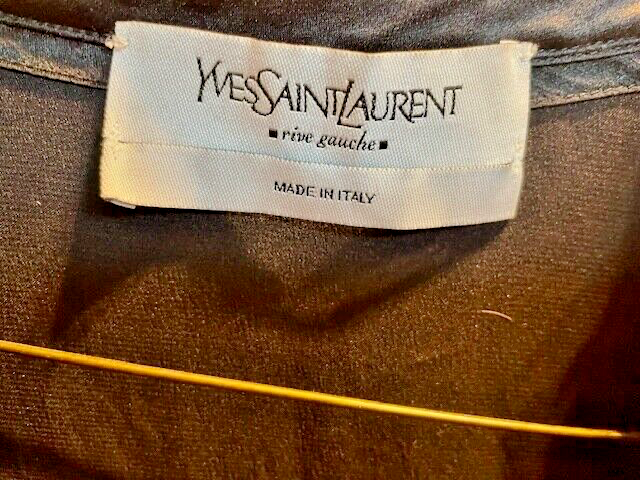 YVESSAINTLAURENT
rive gauche
MADE IN ITALY